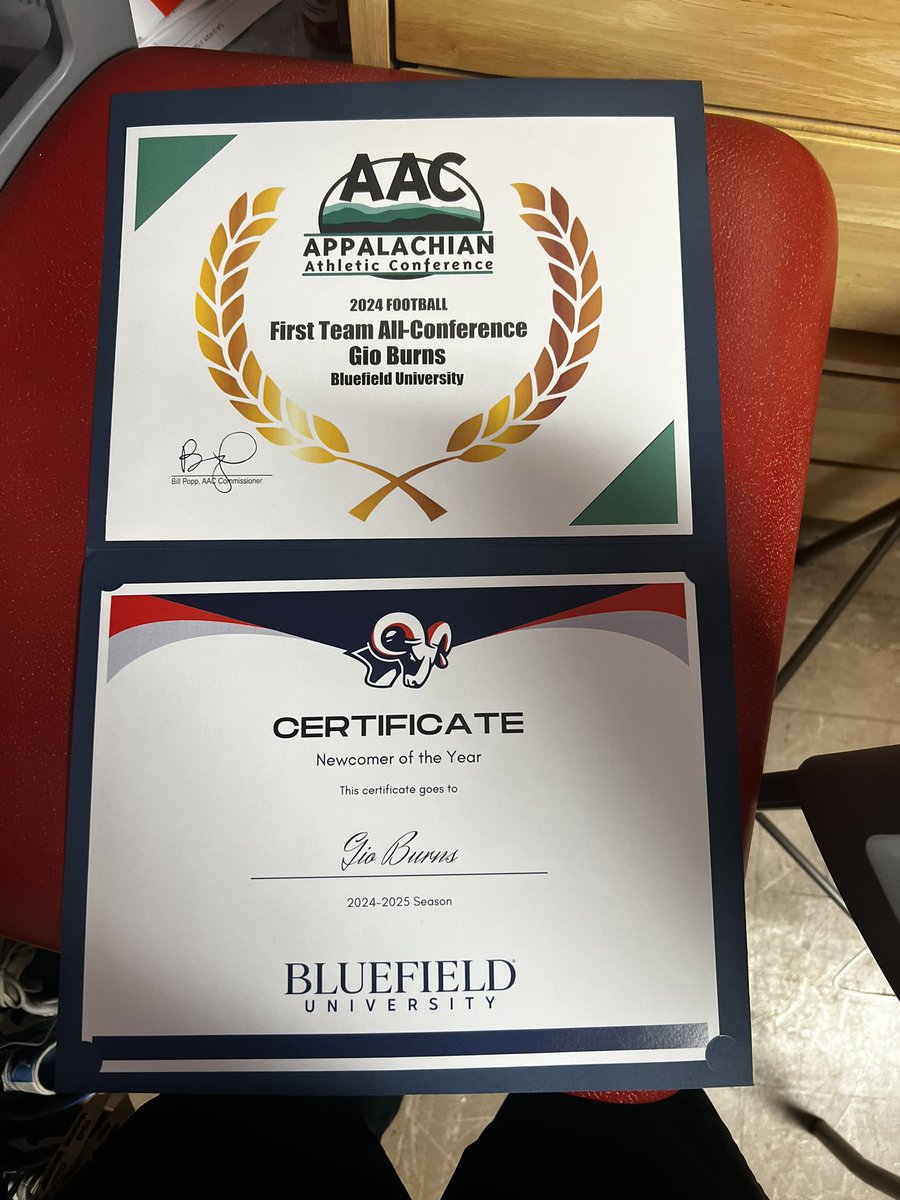 AAC
APPALACHIAN
Athletic Conference
2024 FOOTBALL
First Team All-Conference
Gio Burns
Bluefield University
Bill Popp, AAC Commissioner
CERTIFICATE
Newcomer of the Year
This certificate goes to
Gio Burns
2024-2025 Season
BLUEFIELD
UNIVERSITY